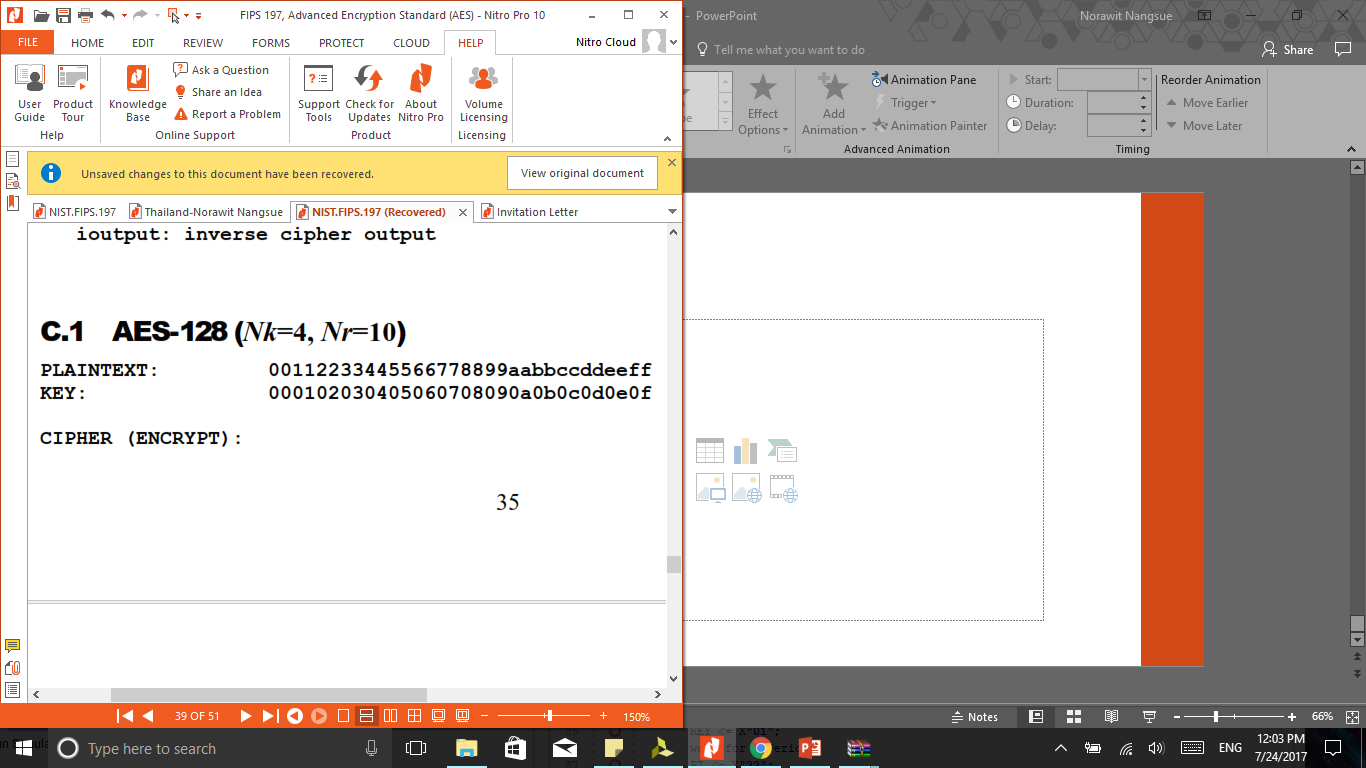 FIPS 197, Advanced Encryption Standard (AES) - Nitro Pro 10
FILE HOME EDIT REVIEW FORMS PROTECT CLOUD HELP Nitro Cloud
User Guide
Product Tour
Help
Knowledge Base
Ask a Question
Share an Idea
Report a Problem
Online Support
Support Tools
Check for Updates
About Nitro Pro
Product
Volume Licensing
Licensing
Unsaved changes to this document have been recovered.
View original document
NIST.FIPS.197 Thailand-Norawit Nangsue NIST.FIPS.197 (Recovered) Invitation Letter
ioutput: inverse cipher output
C.1 AES-128 (Nk=4, Nr=10)
PLAINTEXT: 00112233445566778899aabbccddeeff
KEY: 000102030405060708090a0b0c0d0e0f
CIPHER (ENCRYPT):
35
39 OF 51
150%
- PowerPoint
Norawit Nangsue
Tell me what you want to do
Share
Effect Options
Add Animation
Animation Pane
Trigger
Animation Painter
Advanced Animation
Start:
Duration:
Delay:
Reorder Animation
Move Earlier
Move Later
Timing
Notes
66%
Type here to search
KEY <= X"01";
ENG
12:03 PM
7/24/2017